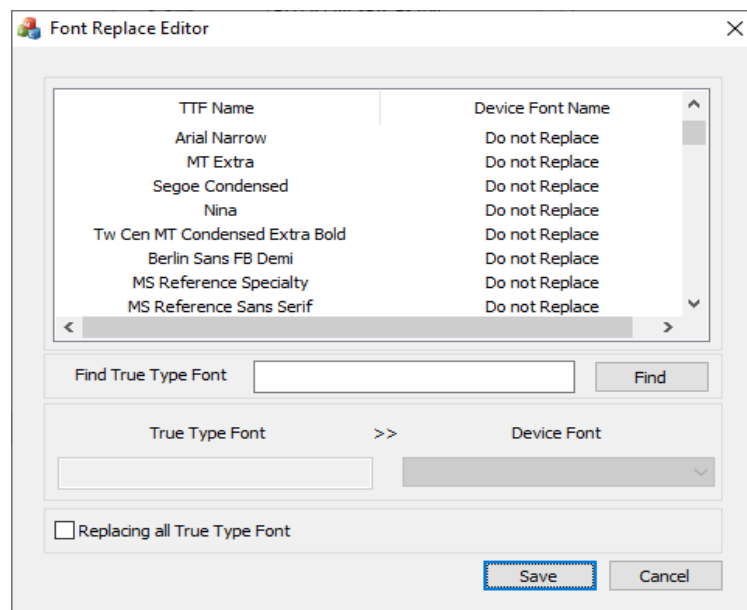 Font Replace Editor
TTF Name Device Font Name
Arial Narrow Do not Replace
MT Extra Do not Replace
Segoe Condensed Do not Replace
Nina Do not Replace
Tw Cen MT Condensed Extra Bold Do not Replace
Berlin Sans FB Demi Do not Replace
MS Reference Specialty Do not Replace
MS Reference Sans Serif Do not Replace
Find True Type Font Find
True Type Font >> Device Font
Replacing all True Type Font
Save Cancel